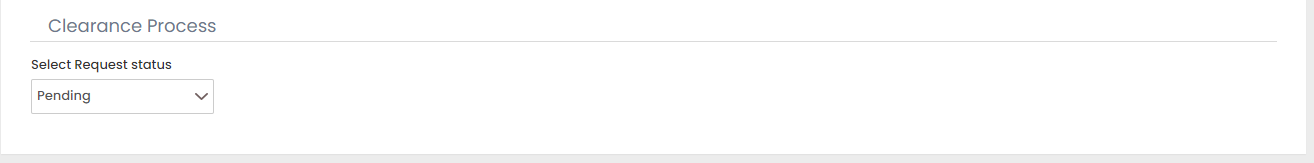 Clearance Process
Select Request status
Pending